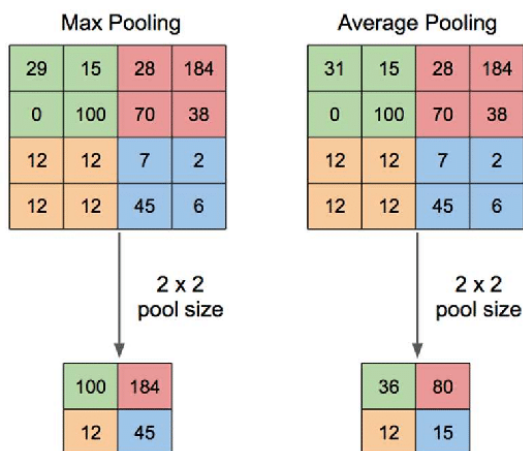 Max Pooling
Average Pooling
29 15 28 184
0 100 70 38
12 12 7 2
12 12 45 6
31 15 28 184
0 100 70 38
12 12 7 2
12 12 45 6
2 x 2
pool size
2 x 2
pool size
100 184
12 45
36 80
12 15